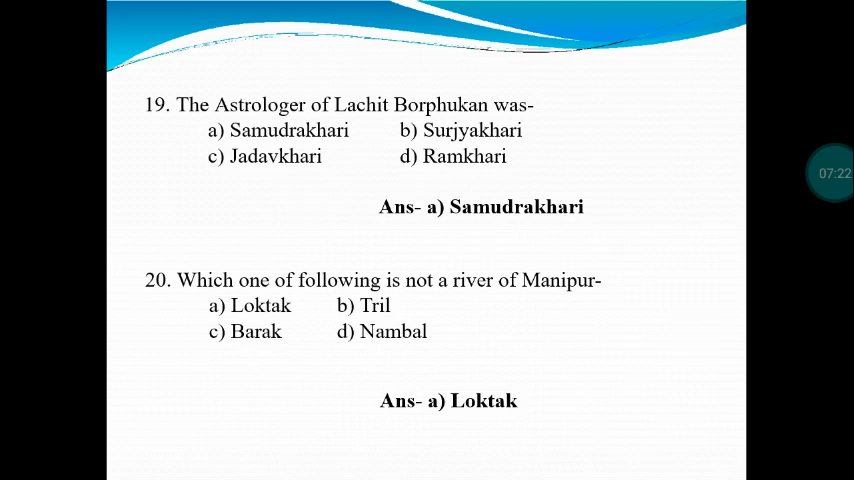 19. The Astrologer of Lachit Borphukan was-
a) Samudrakhari b) Surjyakhari
c) Jadavkhari d) Ramkhari
Ans- a) Samudrakhari
20. Which one of following is not a river of Manipur-
a) Loktak b) Tril
c) Barak d) Nambal
Ans- a) Loktak
07:22